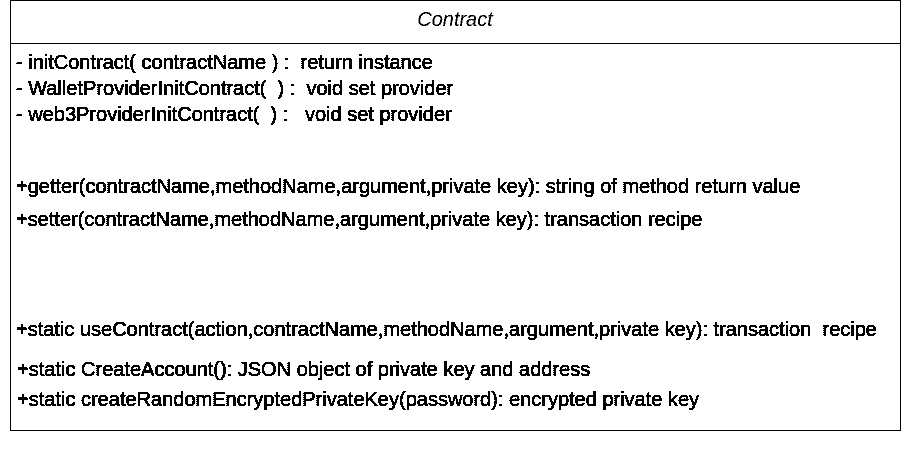 Contract
- initContract( contractName ) :  return instance
- WalletProviderInitContract(  ) :  void set provider
- web3ProviderInitContract(  ) :   void set provider
+getter(contractName,methodName,argument,private key): string of method return value
+setter(contractName,methodName,argument,private key): transaction recipe
+static useContract(action,contractName,methodName,argument,private key): transaction  recipe
+static CreateAccount(): JSON object of private key and address
+static createRandomEncryptedPrivateKey(password): encrypted private key